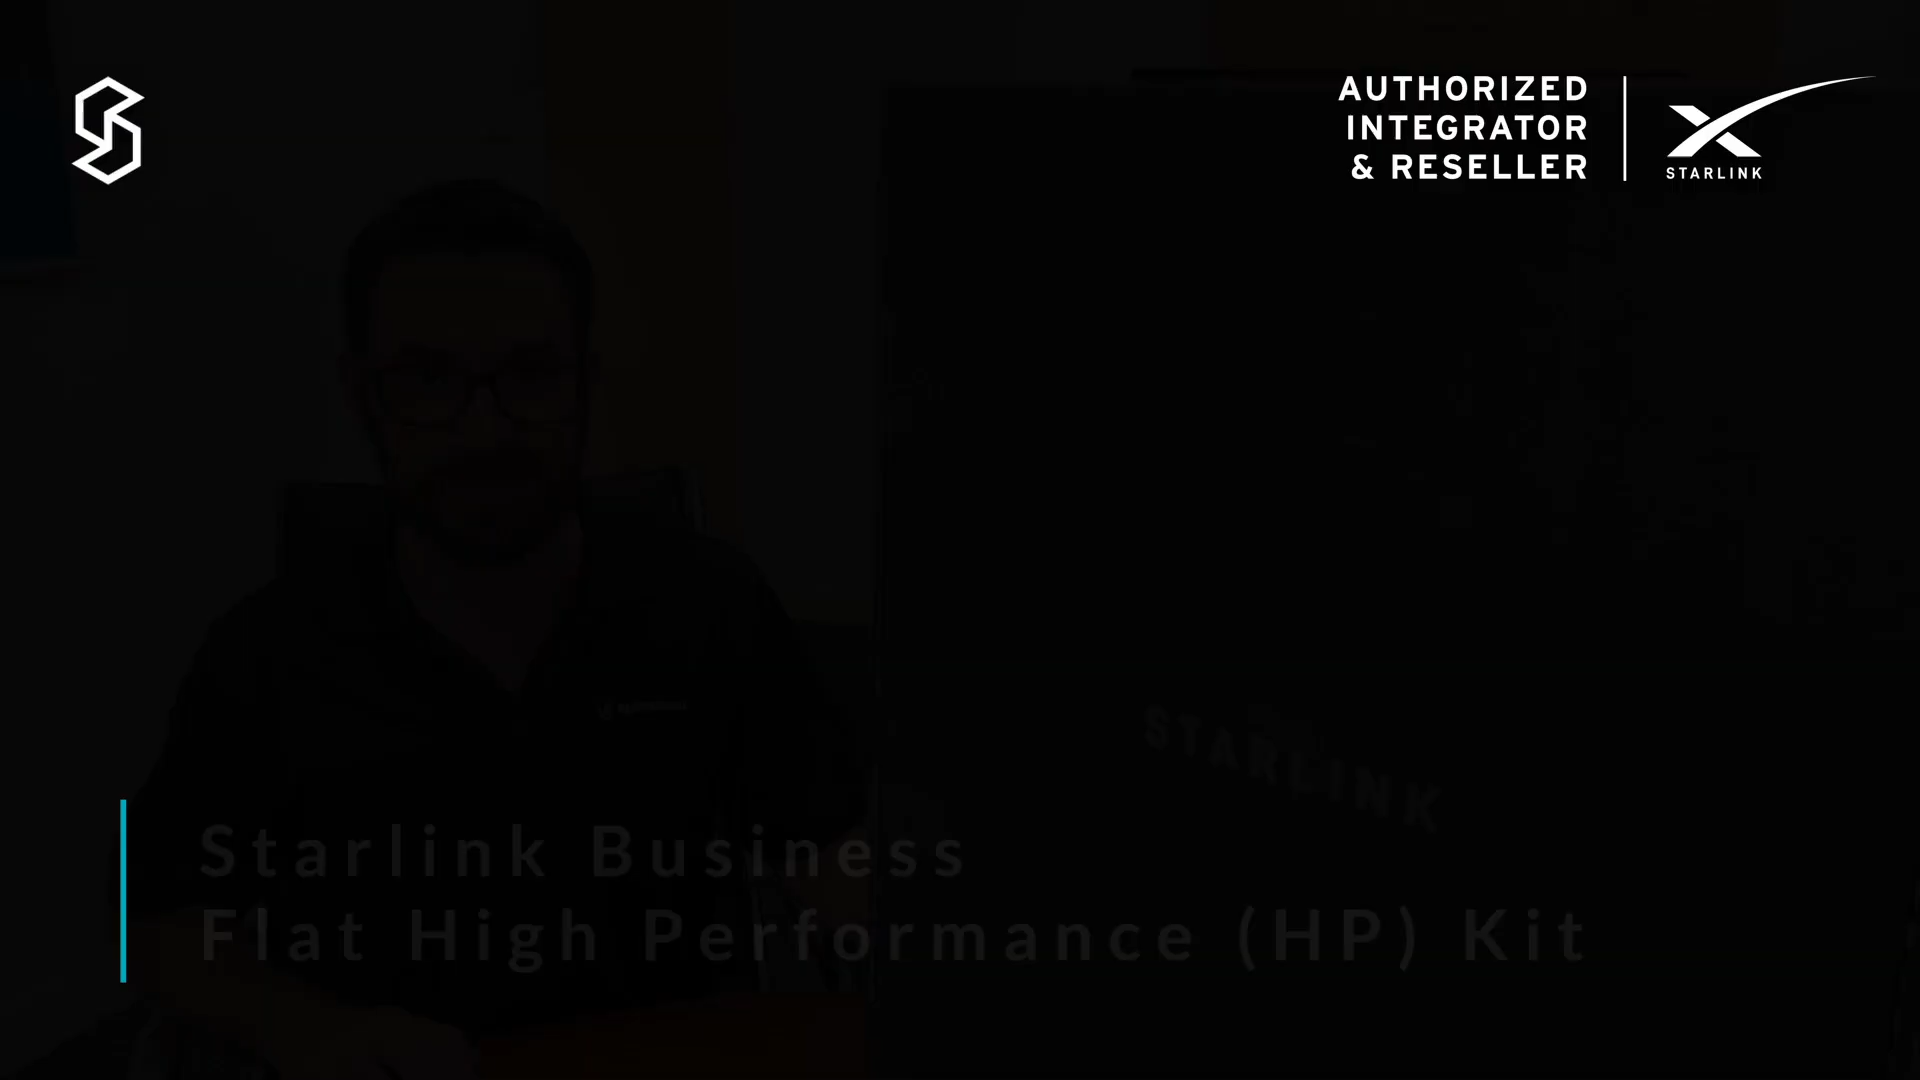 AUTHORIZED
INTEGRATOR
& RESELLER
STARLINK
STARLINK
Starlink Business
Flat High Performance (HP) Kit